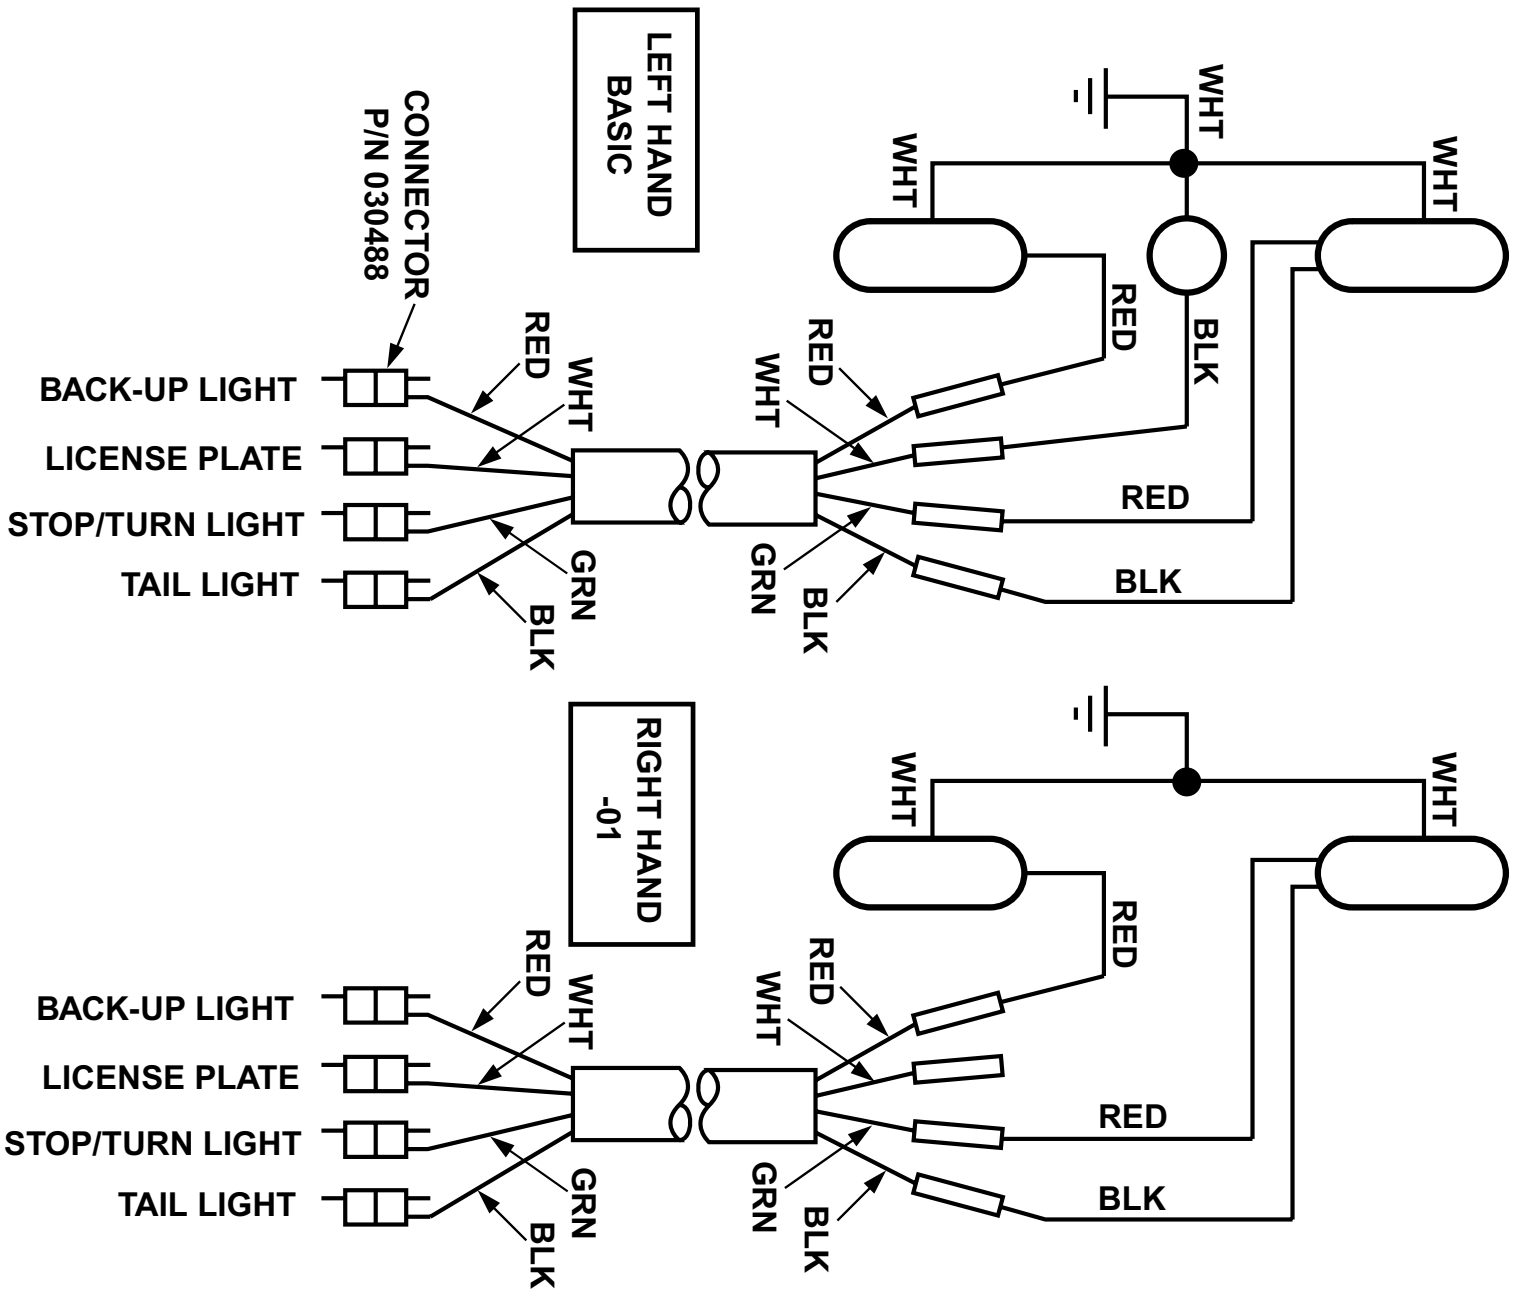 LEFT HAND
BASIC
CONNECTOR
P/N 030488
WHT
WHT
WHT
RED
BLK
RED
WHT
RED
WHT
BACK-UP LIGHT
LICENSE PLATE
STOP/TURN LIGHT
TAIL LIGHT
GRN
BLK
GRN
BLK
RED
BLK
RIGHT HAND
-01
WHT
WHT
RED
RED
WHT
RED
WHT
BACK-UP LIGHT
LICENSE PLATE
STOP/TURN LIGHT
TAIL LIGHT
GRN
BLK
GRN
BLK
RED
BLK